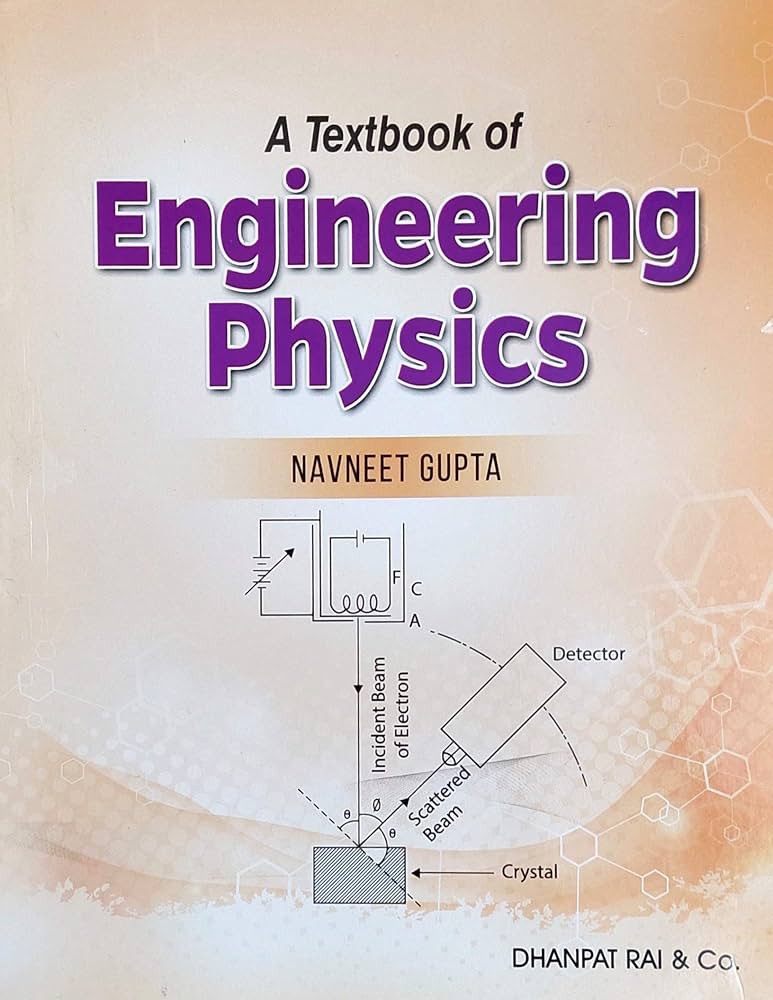 A Textbook of
Engineering
Physics
NAVNEET GUPTA
F
C
A
Detector
Incident Beam
of Electron
Scattered
Beam
θ
Ø
θ
Crystal
DHANPAT RAI & Co.